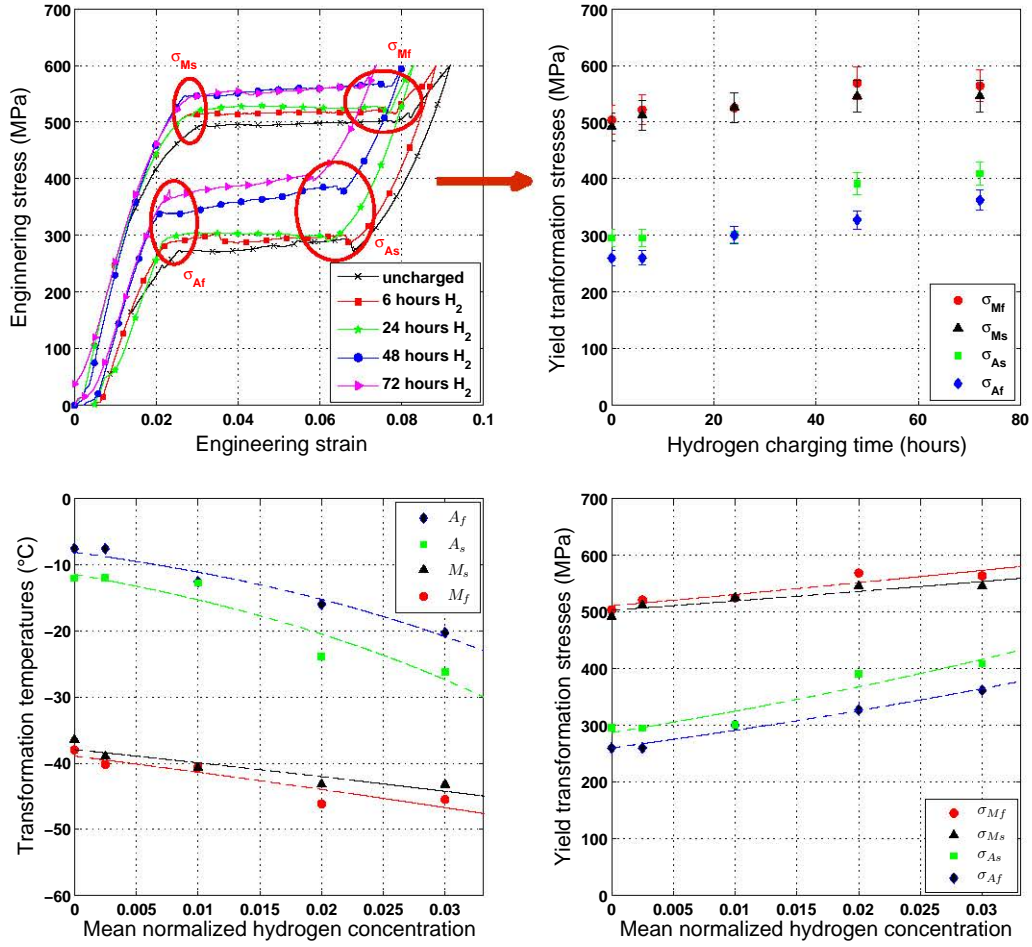 700
600
500
400
300
200
100
0
Enginnering stress (MPa)
σMs
σMf
σAf
σAs
uncharged
6 hours H2
24 hours H2
48 hours H2
72 hours H2
0 0.02 0.04 0.06 0.08 0.1
Engineering strain
700
600
500
400
300
200
100
0
Yield tranformation stresses (MPa)
σMf
σMs
σAs
σAf
0 20 40 60 80
Hydrogen charging time (hours)
0
−10
−20
−30
−40
−50
−60
Transformation temperatures (°C)
Af
As
Ms
Mf
0 0.005 0.01 0.015 0.02 0.025 0.03
Mean normalized hydrogen concentration
700
600
500
400
300
200
100
0
Yield transformation stresses (MPa)
σMf
σMs
σAs
σAf
0 0.005 0.01 0.015 0.02 0.025 0.03
Mean normalized hydrogen concentration